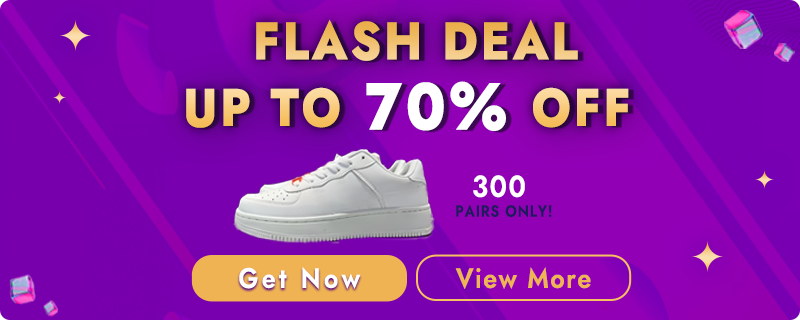 FLASH DEAL
UP TO 70% OFF
300
PAIRS ONLY!
Get Now
View More